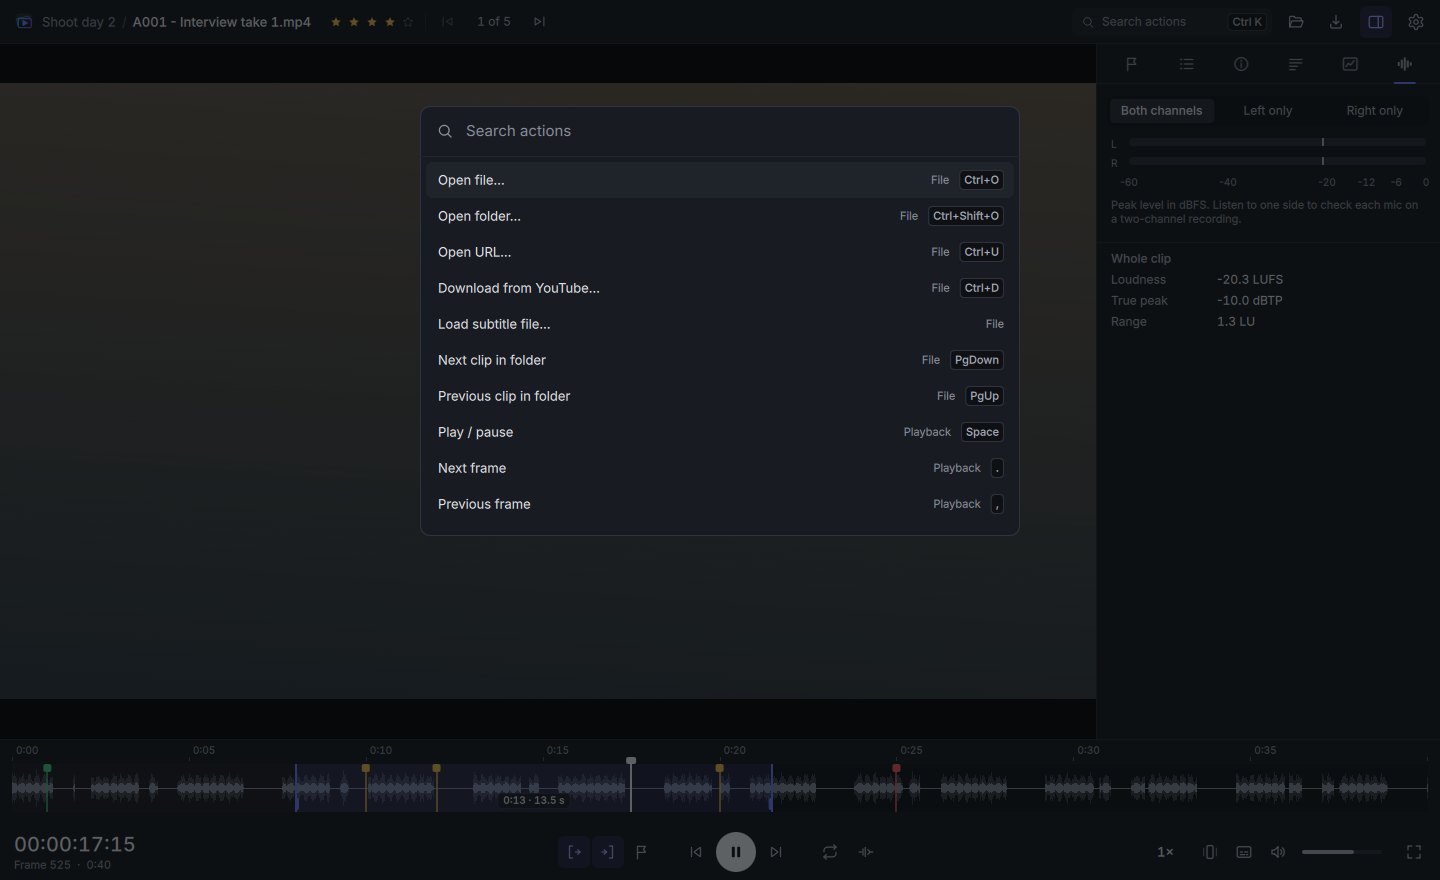 Shoot day 2 / A001 - Interview take 1.mp4
1 of 5
Search actions Ctrl K
Search actions
Open file... File Ctrl+O
Open folder... File Ctrl+Shift+O
Open URL... File Ctrl+U
Download from YouTube... File Ctrl+D
Load subtitle file... File
Next clip in folder File PgDown
Previous clip in folder File PgUp
Play / pause Playback Space
Next frame Playback .
Previous frame Playback ,
Both channels Left only Right only
L
R
-60 -40 -20 -12 -6 0
Peak level in dBFS. Listen to one side to check each mic on
a two-channel recording.
Whole clip
Loudness -20.3 LUFS
True peak -10.0 dBTP
Range 1.3 LU
0:00 0:05 0:10 0:15 0:20 0:25 0:30 0:35
0:13 · 13.5 s
00:00:17:15
Frame 525 · 0:40
1×